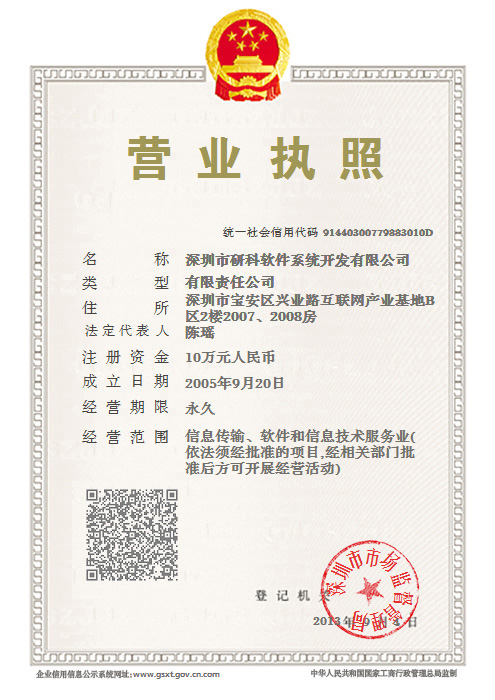 营业执照
统一社会信用代码 91440300779883010D
名称 深圳市研科软件系统开发有限公司
类型 有限责任公司
住所 深圳市宝安区兴业路互联网产业基地B
区2楼2007、2008房
法定代表人 陈瑶
注册资金 10万元人民币
成立日期 2005年9月20日
经营期限 永久
经营范围 信息传输、软件和信息技术服务业(
依法须经批准的项目,经相关部门批
准后方可开展经营活动)
深圳市市场监督管理局
登记机关
2013年
日
企业信用信息公示系统网址:www.gsxt.gov.cn.com
中华人民共和国国家工商行政管理总局监制